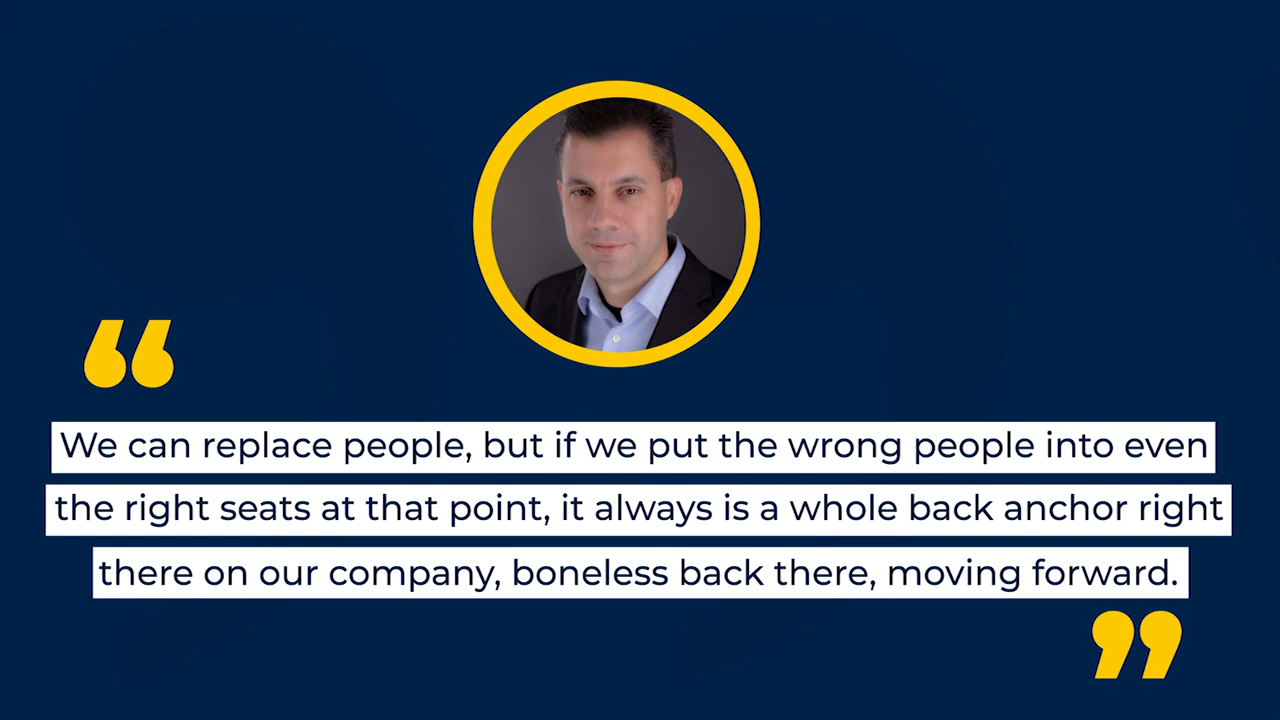 “
We can replace people, but if we put the wrong people into even
the right seats at that point, it always is a whole back anchor right
there on our company, boneless back there, moving forward.
”